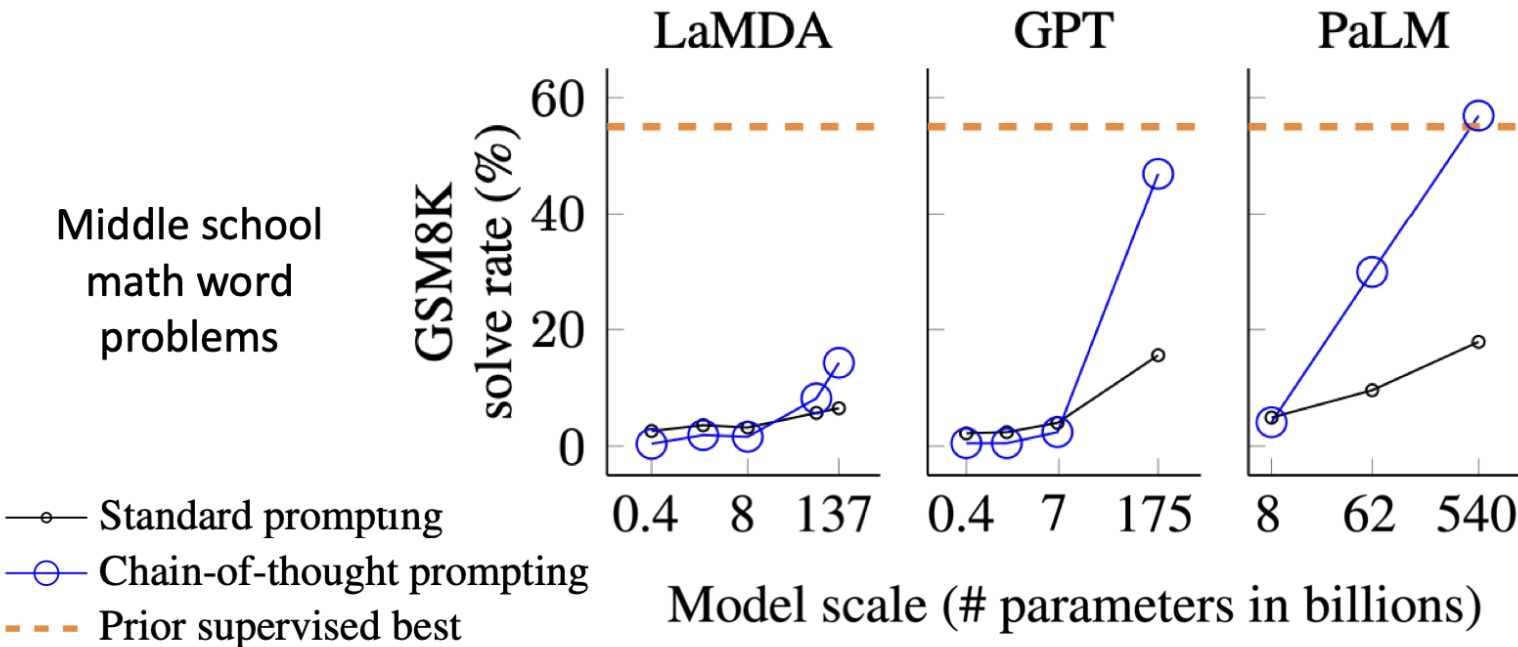 LaMDA
GPT
PaLM
Middle school
math word
problems
GSM8K
solve rate (%)
60
40
20
0
0.4 8 137
0.4 7 175
8 62 540
Standard prompting
Chain-of-thought prompting
Prior supervised best
Model scale (# parameters in billions)